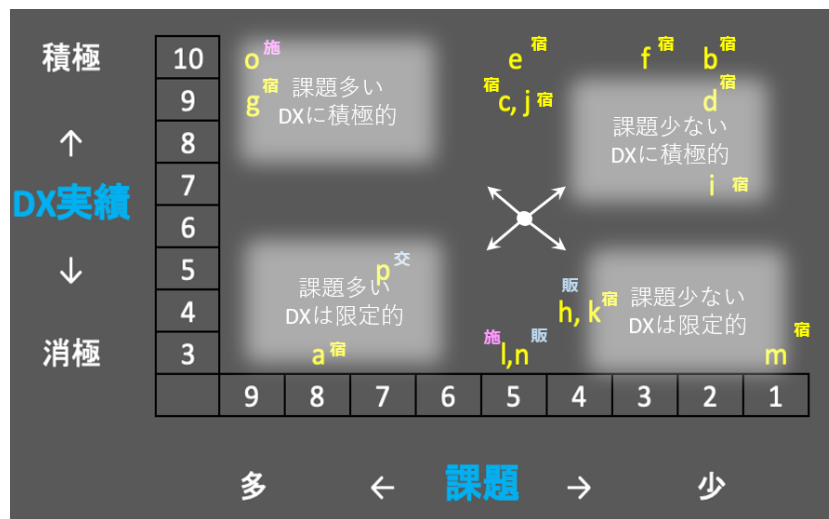 積極
↑
DX実績
↓
消極
10
9
8
7
6
5
4
3
9 8 7 6 5 4 3 2 1
多 ← 課題 → 少
o 施
g 宿
課題多い
DXに積極的
e 宿
宿 c, j 宿
f 宿
b 宿
d 宿
課題少ない
DXに積極的
i 宿
p 交
課題多い
DXは限定的
a 宿
販
h, k 宿
施 l,n 販
課題少ない
DXは限定的
m 宿